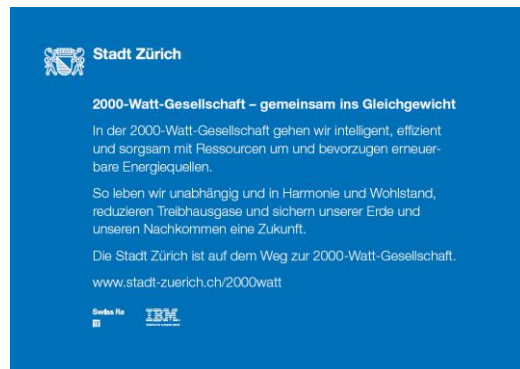 Stadt Zürich
2000-Watt-Gesellschaft – gemeinsam ins Gleichgewicht
In der 2000-Watt-Gesellschaft gehen wir intelligent, effizient
und sorgsam mit Ressourcen um und bevorzugen erneuer-
bare Energiequellen.
So leben wir unabhängig und in Harmonie und Wohlstand,
reduzieren Treibhausgase und sichern unserer Erde und
unseren Nachkommen eine Zukunft.
Die Stadt Zürich ist auf dem Weg zur 2000-Watt-Gesellschaft.
www.stadt-zuerich.ch/2000watt
Swiss Re
IBM